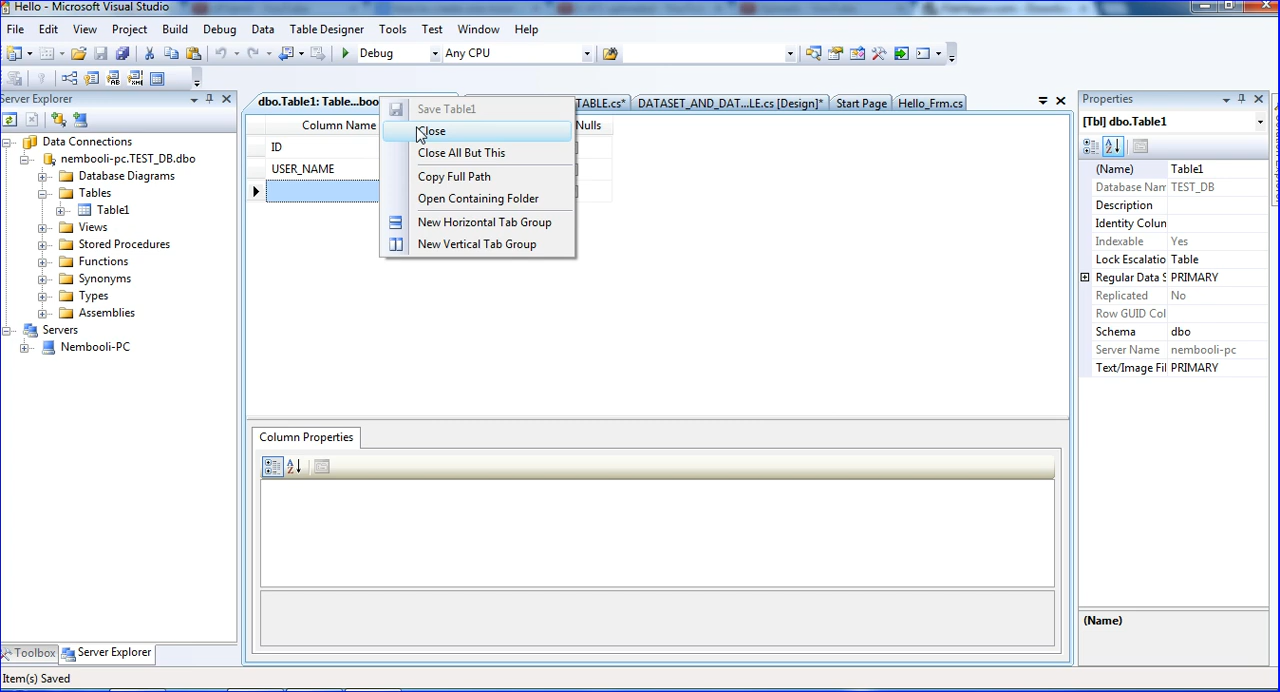 Hello - Microsoft Visual Studio
File Edit View Project Build Debug Data Table Designer Tools Test Window Help
Debug Any CPU
Server Explorer
Data Connections
nembooli-pc.TEST_DB.dbo
Database Diagrams
Tables
Table1
Views
Stored Procedures
Functions
Synonyms
Types
Assemblies
Servers
Nembooli-PC
Toolbox Server Explorer
dbo.Table1: Table...boo TABLE.cs* DATASET_AND_DAT...LE.cs [Design]* Start Page Hello_Frm.cs
Column Name Nulls
ID
USER_NAME
Save Table1
Close
Close All But This
Copy Full Path
Open Containing Folder
New Horizontal Tab Group
New Vertical Tab Group
Column Properties
Properties
[Tbl] dbo.Table1
(Name) Table1
Database Nam TEST_DB
Description
Identity Colun
Indexable Yes
Lock Escalatio Table
Regular Data S PRIMARY
Replicated No
Row GUID Col
Schema dbo
Server Name nembooli-pc
Text/Image Fil PRIMARY
(Name)
Item(s) Saved